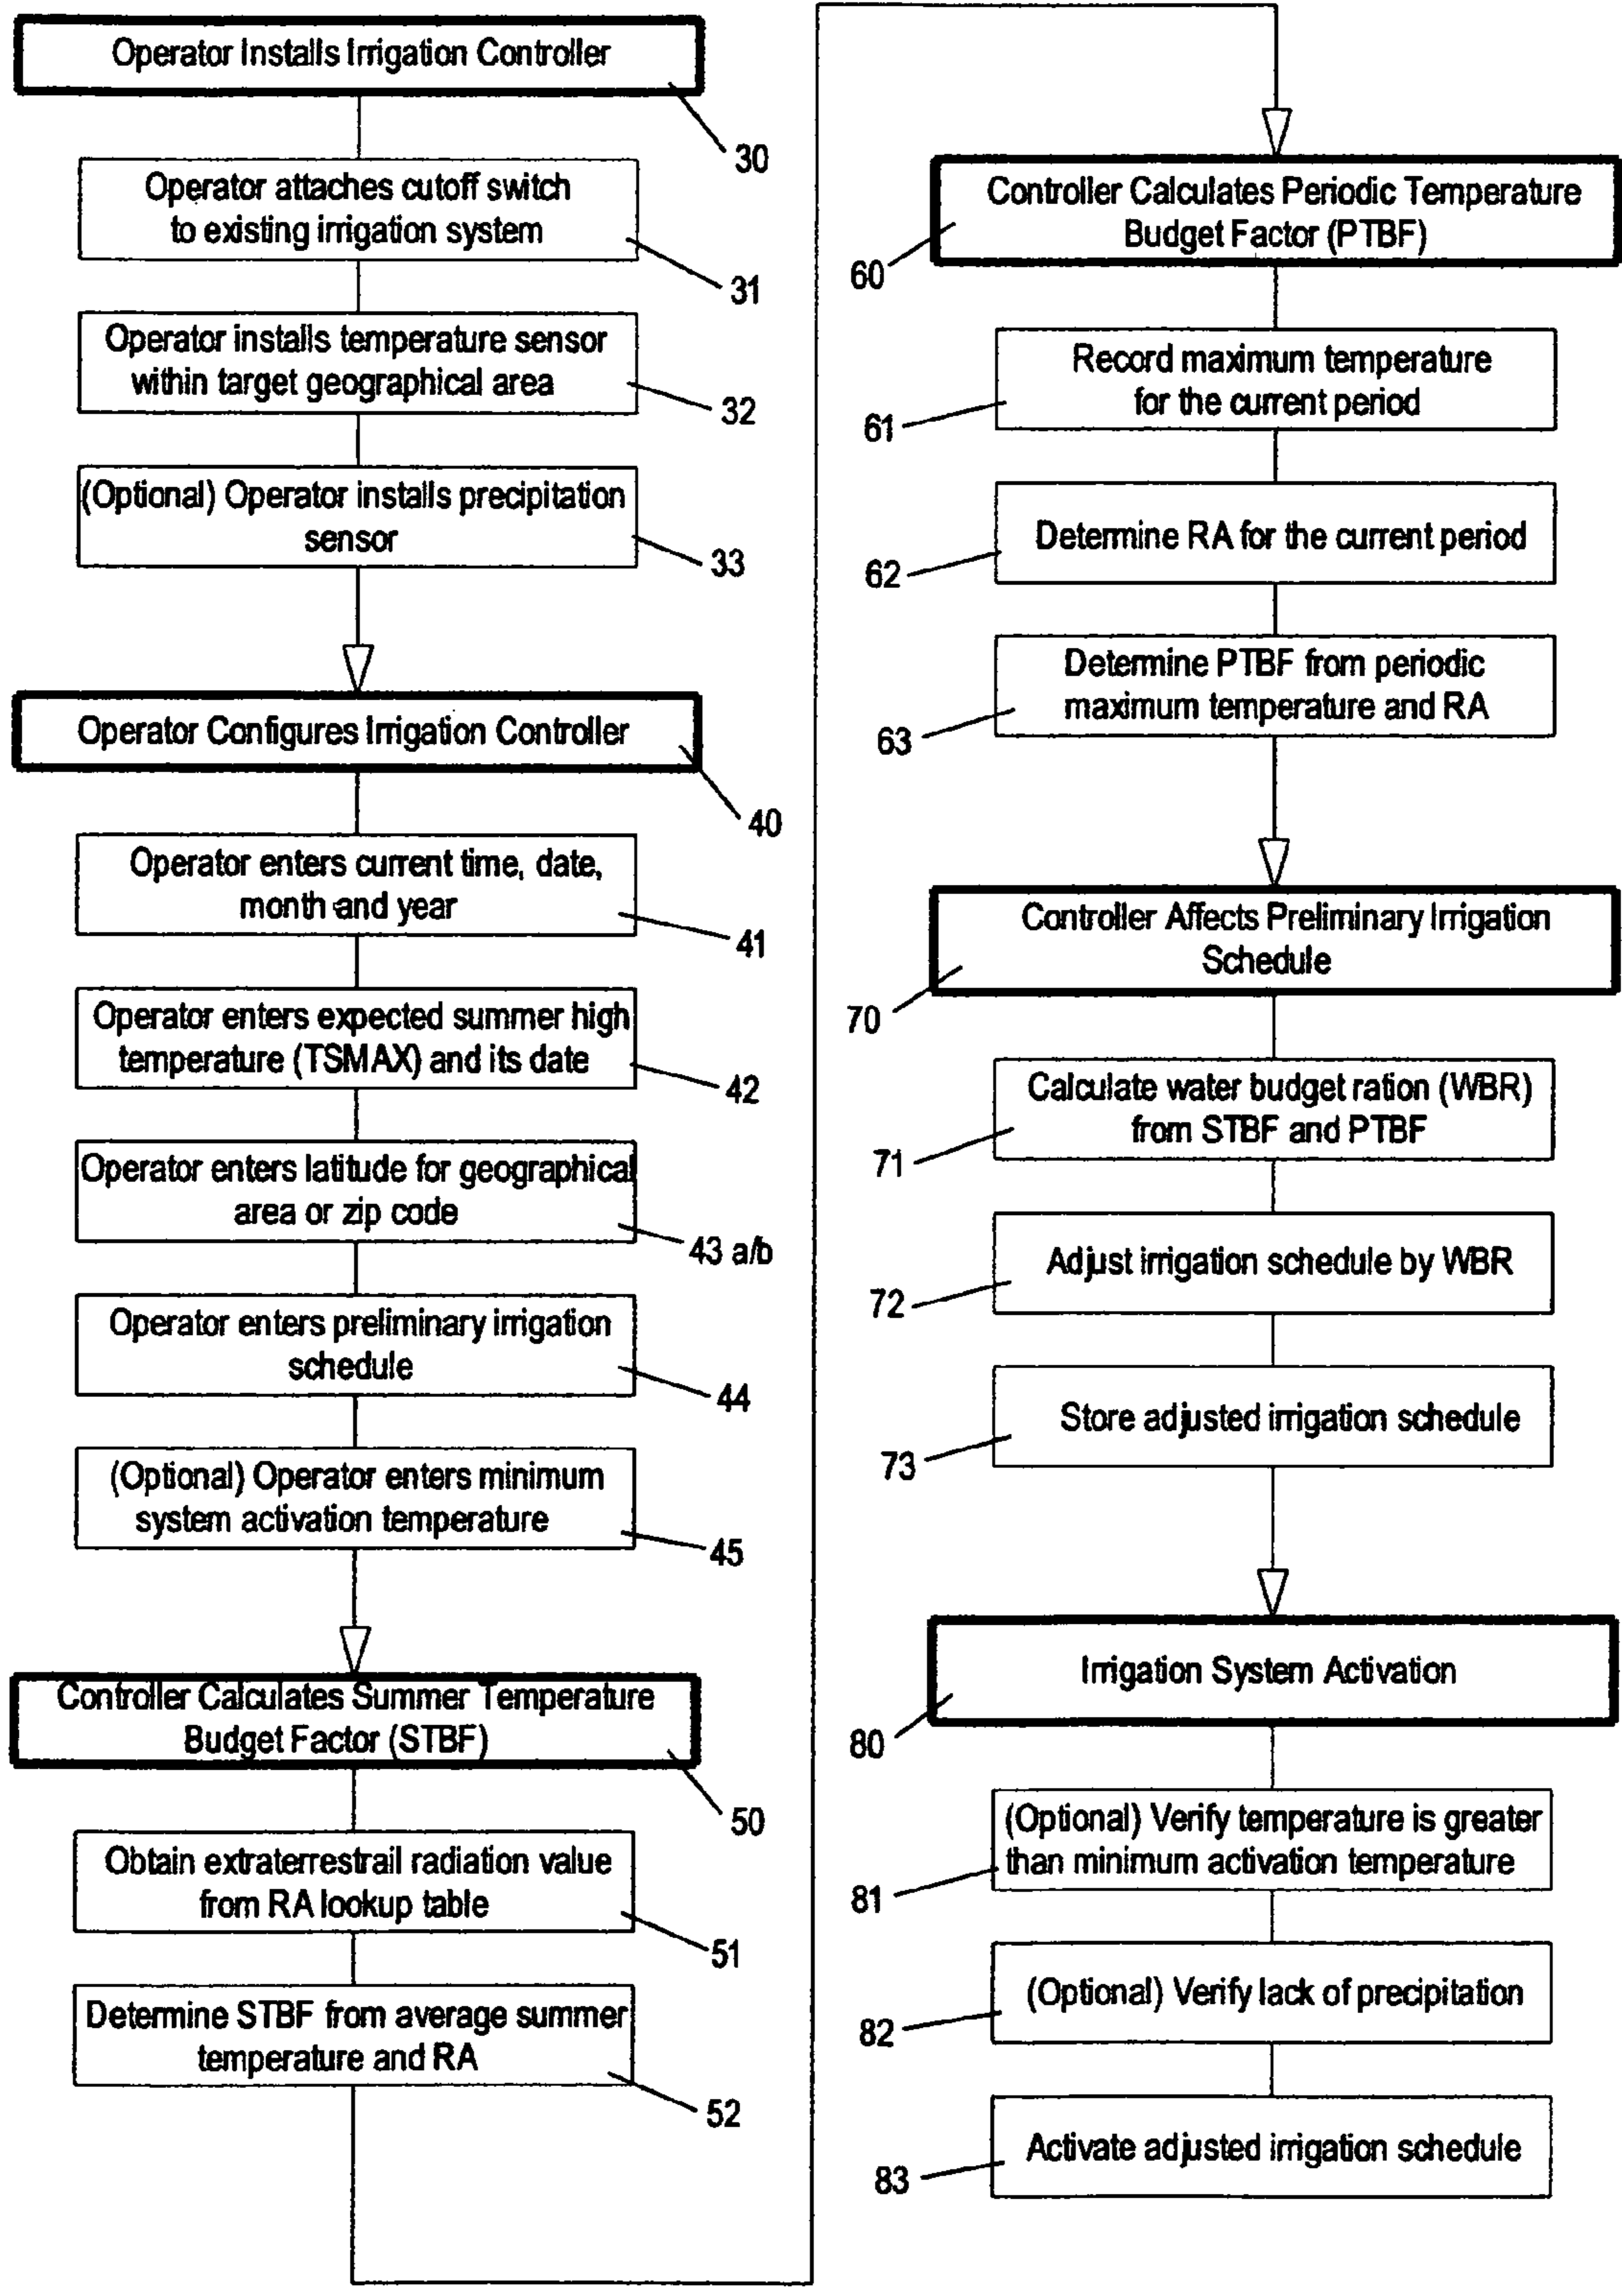 Operator Installs Irrigation Controller
30
Operator attaches cutoff switch
to existing irrigation system
31
Operator installs temperature sensor
within target geographical area
32
(Optional) Operator installs precipitation
sensor
33
Operator Configures Irrigation Controller
40
Operator enters current time, date,
month and year
41
Operator enters expected summer high
temperature (TSMAX) and its date
42
Operator enters latitude for geographical
area or zip code
43 a/b
Operator enters preliminary irrigation
schedule
44
(Optional) Operator enters minimum
system activation temperature
45
Controller Calculates Summer Temperature
Budget Factor (STBF)
50
Obtain extraterrestrail radiation value
from RA lookup table
51
Determine STBF from average summer
temperature and RA
52
Controller Calculates Periodic Temperature
Budget Factor (PTBF)
60
Record maximum temperature
for the current period
61
Determine RA for the current period
62
Determine PTBF from periodic
maximum temperature and RA
63
Controller Affects Preliminary Irrigation
Schedule
70
Calculate water budget ration (WBR)
from STBF and PTBF
71
Adjust irrigation schedule by WBR
72
Store adjusted irrigation schedule
73
Irrigation System Activation
80
(Optional) Verify temperature is greater
than minimum activation temperature
81
(Optional) Verify lack of precipitation
82
Activate adjusted irrigation schedule
83